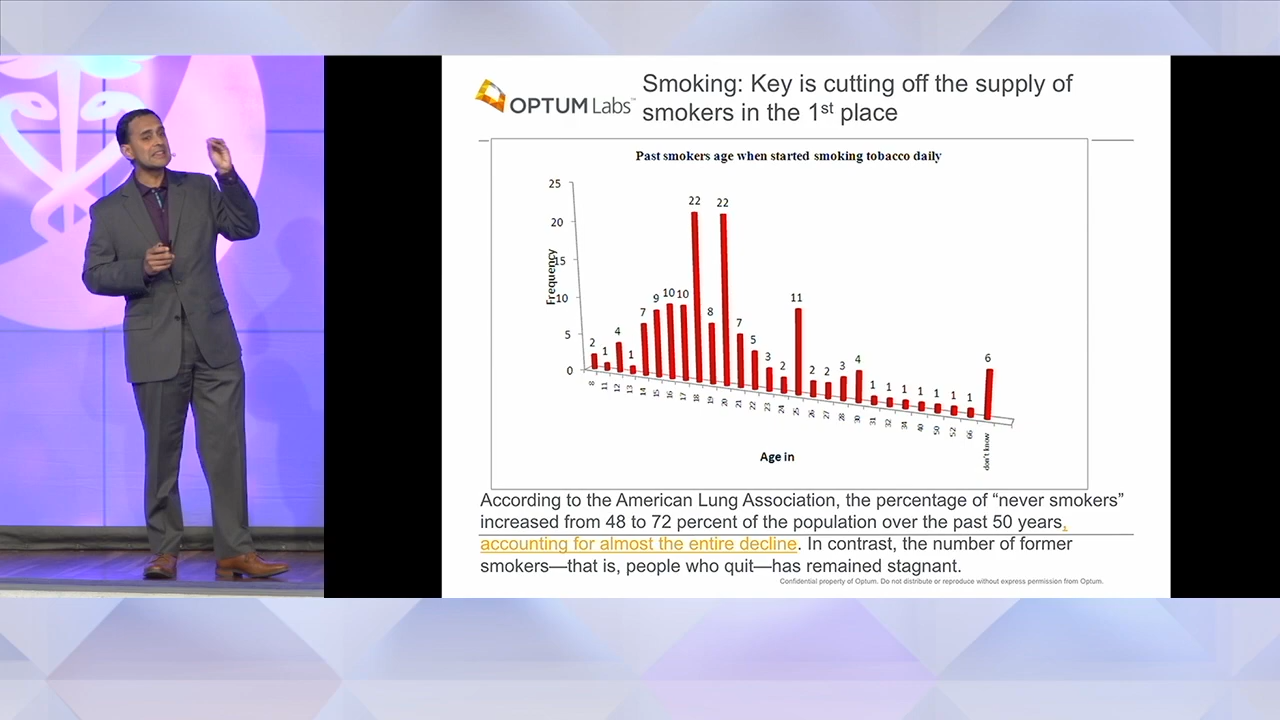 OPTUM Labs™
Smoking: Key is cutting off the supply of
smokers in the 1st place
Past smokers age when started smoking tobacco daily
Frequency
25
20
15
10
5
0
2 1 4 1 7 9 10 10 22 8 22 7 5 3 2 11 2 2 3 4 1 1 1 1 1 1 1 6
8 11 12 13 14 15 16 17 18 19 20 21 22 23 24 25 26 27 28 30 31 32 34 40 50 52 66 don't know
Age in
According to the American Lung Association, the percentage of “never smokers”
increased from 48 to 72 percent of the population over the past 50 years,
accounting for almost the entire decline. In contrast, the number of former
smokers—that is, people who quit—has remained stagnant.
Confidential property of Optum. Do not distribute or reproduce without express permission from Optum.